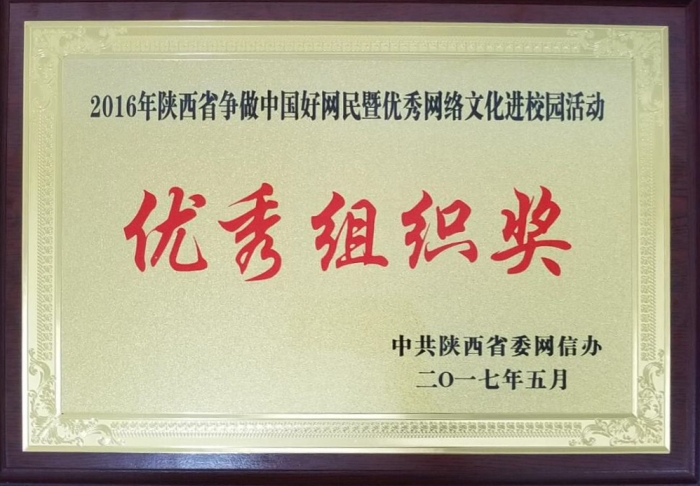 2016年陕西省争做中国好网民暨优秀网络文化进校园活动
优秀组织奖
中共陕西省委网信办
二〇一七年五月